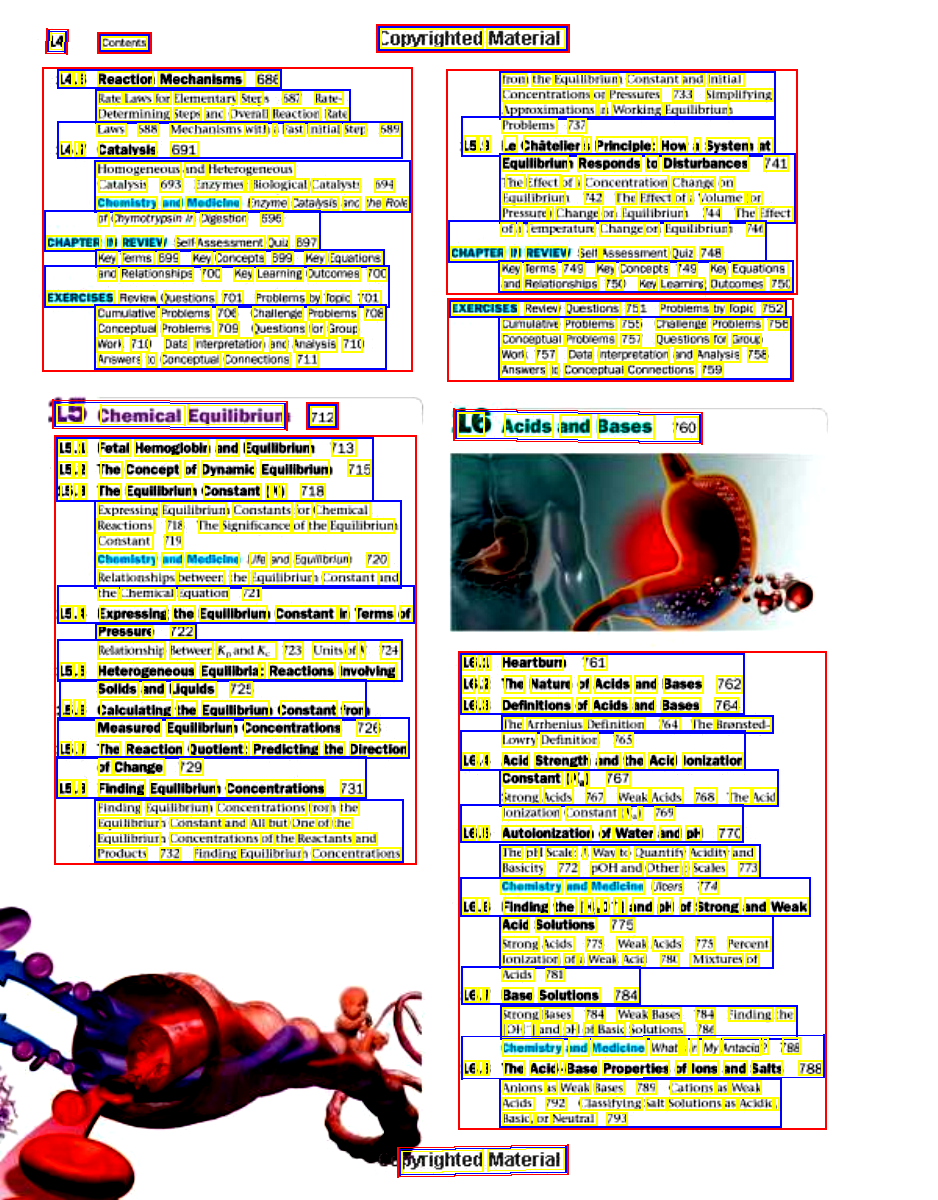 14
Contents
Copyrighted Material
14.6 Reaction Mechanisms 686
Rate Laws for Elementary Steps 687 Rate-
Determining Steps and Overall Reaction Rate
Laws 688 Mechanisms with a Fast Initial Step 689
14.7 Catalysis 691
Homogeneous and Heterogeneous
Catalysis 693 Enzymes: Biological Catalysts 694
Chemistry and Medicine Enzyme Catalysis and the Role
of Chymotrypsin in Digestion 696
CHAPTER IN REVIEW Self-Assessment Quiz 697
Key Terms 699 Key Concepts 699 Key Equations
and Relationships 700 Key Learning Outcomes 700
EXERCISES Review Questions 701 Problems by Topic 701
Cumulative Problems 706 Challenge Problems 708
Conceptual Problems 709 Questions for Group
Work 710 Data Interpretation and Analysis 710
Answers to Conceptual Connections 711
15 Chemical Equilibrium 712
15.1 Fetal Hemoglobin and Equilibrium 713
15.2 The Concept of Dynamic Equilibrium 715
15.3 The Equilibrium Constant (K) 718
Expressing Equilibrium Constants for Chemical
Reactions 718 The Significance of the Equilibrium
Constant 719
Chemistry and Medicine Life and Equilibrium 720
Relationships between the Equilibrium Constant and
the Chemical Equation 721
15.4 Expressing the Equilibrium Constant in Terms of
Pressure 722
Relationship Between Kp and Kc 723 Units of K 724
15.5 Heterogeneous Equilibria: Reactions Involving
Solids and Liquids 725
15.6 Calculating the Equilibrium Constant from
Measured Equilibrium Concentrations 726
15.7 The Reaction Quotient: Predicting the Direction
of Change 729
15.8 Finding Equilibrium Concentrations 731
Finding Equilibrium Concentrations from the
Equilibrium Constant and All but One of the
Equilibrium Concentrations of the Reactants and
Products 732 Finding Equilibrium Concentrations
from the Equilibrium Constant and Initial
Concentrations or Pressures 733 Simplifying
Approximations in Working Equilibrium
Problems 737
15.9 Le Châtelier's Principle: How a System at
Equilibrium Responds to Disturbances 741
The Effect of a Concentration Change on
Equilibrium 742 The Effect of a Volume (or
Pressure) Change on Equilibrium 744 The Effect
of a Temperature Change on Equilibrium 746
CHAPTER IN REVIEW Self Assessment Quiz 748
Key Terms 749 Key Concepts 749 Key Equations
and Relationships 750 Key Learning Outcomes 750
EXERCISES Review Questions 751 Problems by Topic 752
Cumulative Problems 755 Challenge Problems 756
Conceptual Problems 757 Questions for Group
Work 757 Data Interpretation and Analysis 758
Answers to Conceptual Connections 759
16 Acids and Bases 760
16.1 Heartburn 761
16.2 The Nature of Acids and Bases 762
16.3 Definitions of Acids and Bases 764
The Arrhenius Definition 764 The Brønsted–
Lowry Definition 765
16.4 Acid Strength and the Acid Ionization
Constant (Ka) 767
Strong Acids 767 Weak Acids 768 The Acid
Ionization Constant (Ka) 769
16.5 Autoionization of Water and pH 770
The pH Scale: A Way to Quantify Acidity and
Basicity 772 pOH and Other p Scales 773
Chemistry and Medicine Ulcers 774
16.6 Finding the [H3O+] and pH of Strong and Weak
Acid Solutions 775
Strong Acids 775 Weak Acids 775 Percent
Ionization of a Weak Acid 780 Mixtures of
Acids 781
16.7 Base Solutions 784
Strong Bases 784 Weak Bases 784 Finding the
[OH−] and pH of Basic Solutions 786
Chemistry and Medicine What Is in My Antacid? 788
16.8 The Acid–Base Properties of Ions and Salts 788
Anions as Weak Bases 789 Cations as Weak
Acids 792 Classifying Salt Solutions as Acidic,
Basic, or Neutral 793
Copyrighted Material